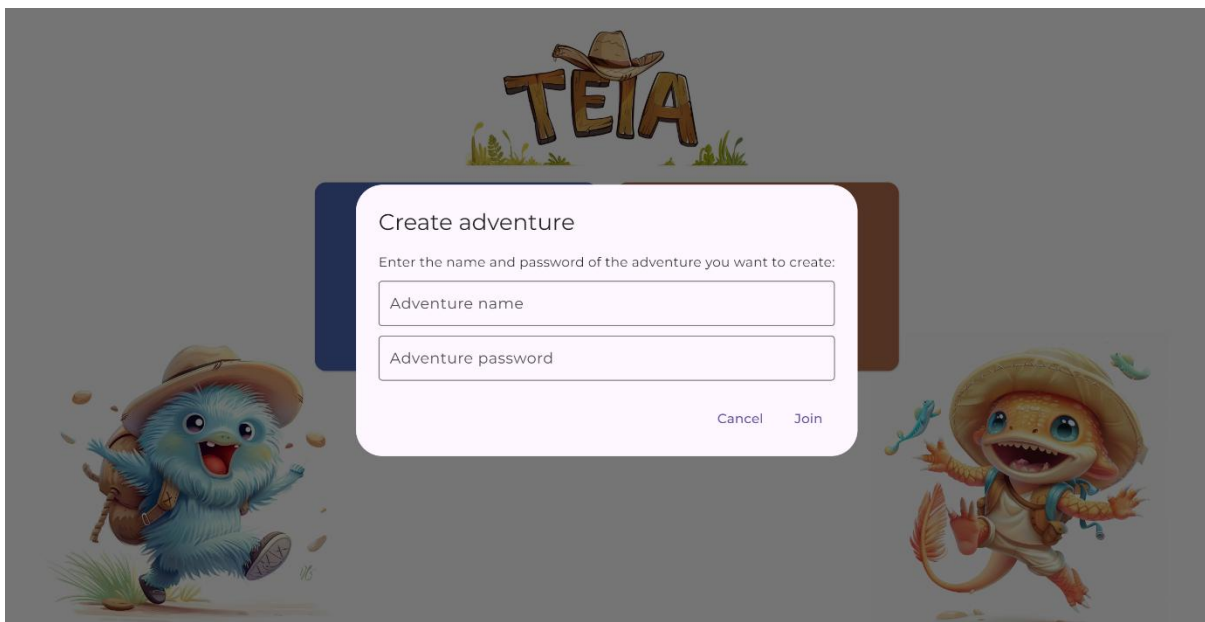 TEIA
Create adventure
Enter the name and password of the adventure you want to create:
Adventure name
Adventure password
Cancel Join